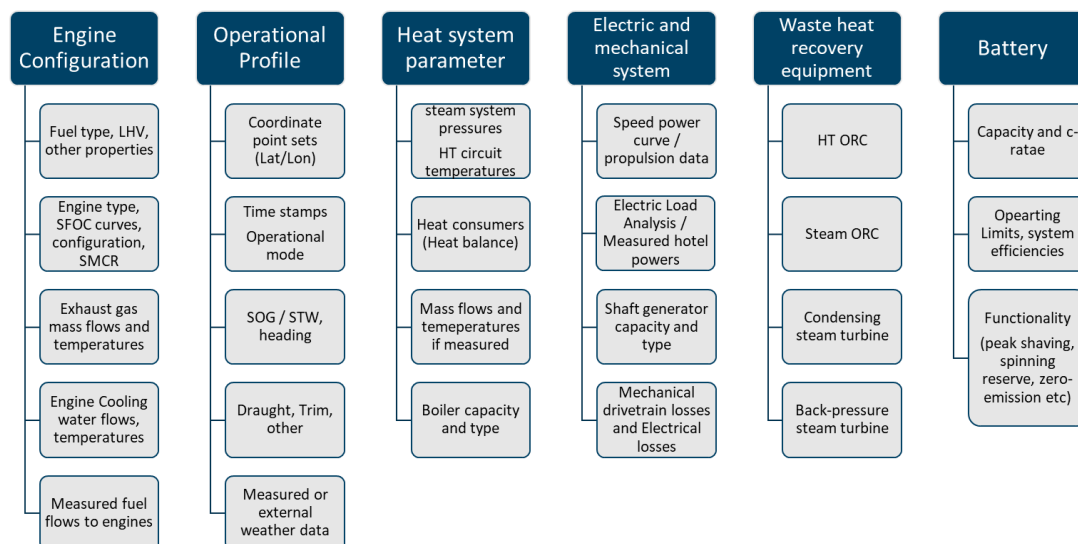 Engine
Configuration
Fuel type, LHV,
other properties
Engine type,
SFOC curves,
configuration,
SMCR
Exhaust gas
mass flows and
temperatures
Engine Cooling
water flows,
temperatures
Measured fuel
flows to engines
Operational
Profile
Coordinate
point sets
(Lat/Lon)
Time stamps
Operational
mode
SOG / STW,
heading
Draught, Trim,
other
Measured or
external
weather data
Heat system
parameter
steam system
pressures
HT circuit
temperatures
Heat consumers
(Heat balance)
Mass flows and
temeperatures
if measured
Boiler capacity
and type
Electric and
mechanical
system
Speed power
curve /
propulsion data
Electric Load
Analysis /
Measured hotel
powers
Shaft generator
capacity and
type
Mechanical
drivetrain losses
and Electrical
losses
Waste heat
recovery
equipment
HT ORC
Steam ORC
Condensing
steam turbine
Back-pressure
steam turbine
Battery
Capacity and c-
ratae
Opearting
Limits, system
efficiencies
Functionality
(peak shaving,
spinning
reserve, zero-
emission etc)